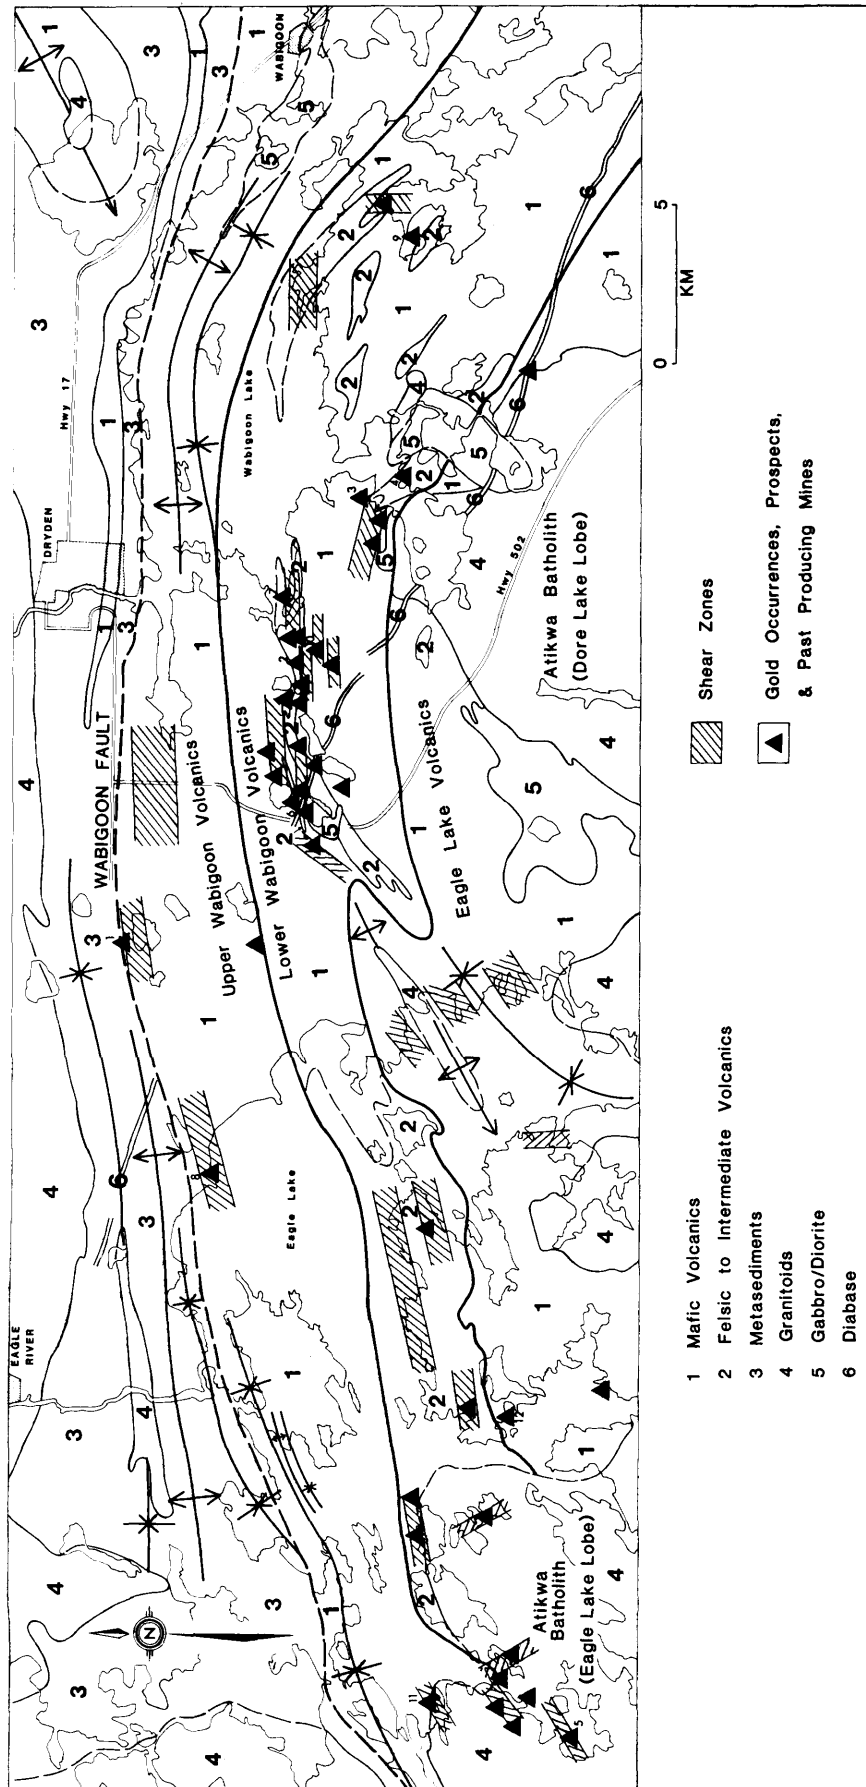 EAGLE
RIVER
DRYDEN
Hwy 17
WABIGOON
WABIGOON FAULT
Upper Wabigoon Volcanics
Lower Wabigoon Volcanics
Wabigoon Lake
Eagle Lake
Eagle Lake Volcanics
Hwy 502
Atikwa Batholith
(Dore Lake Lobe)
Atikwa
Batholith
(Eagle Lake Lobe)
N
0 5
KM
1 Mafic Volcanics
2 Felsic to Intermediate Volcanics
3 Metasediments
4 Granitoids
5 Gabbro/Diorite
6 Diabase
Shear Zones
Gold Occurrences, Prospects,
& Past Producing Mines